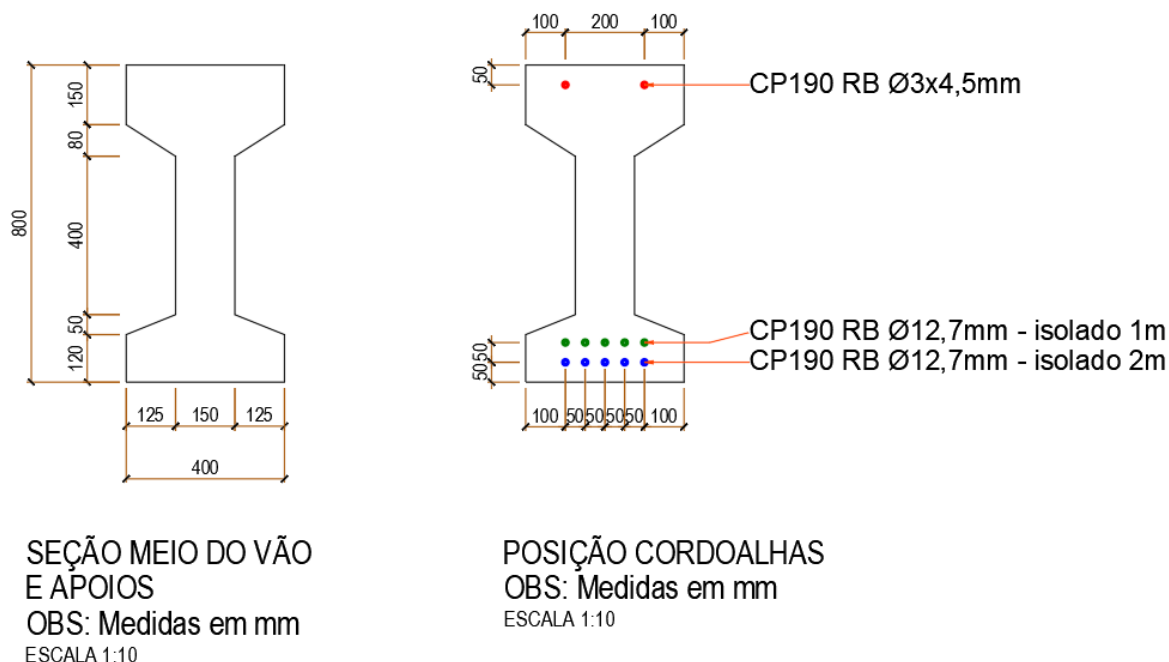 100 200 100
50
CP190 RB Ø3x4,5mm
150
80
800
400
50
120
CP190 RB Ø12,7mm - isolado 1m
CP190 RB Ø12,7mm - isolado 2m
50 50
125 150 125
400
100 50 50 50 50 100
SEÇÃO MEIO DO VÃO
E APOIOS
OBS: Medidas em mm
ESCALA 1:10
POSIÇÃO CORDOALHAS
OBS: Medidas em mm
ESCALA 1:10